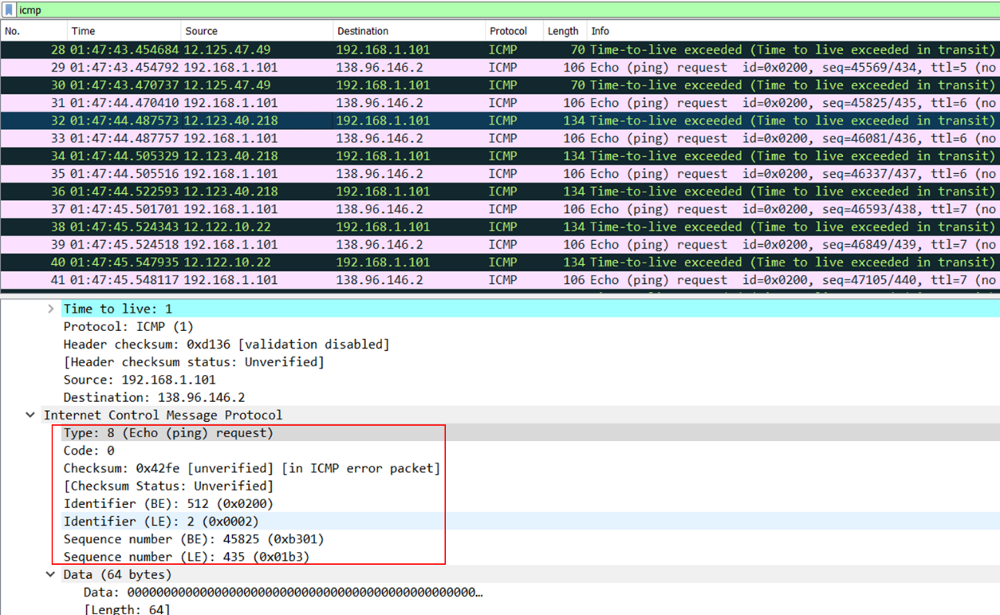 icmp
No. Time Source Destination Protocol Length Info
28 01:47:43.454684 12.125.47.49 192.168.1.101 ICMP 70 Time-to-live exceeded (Time to live exceeded in transit)
29 01:47:43.454792 192.168.1.101 138.96.146.2 ICMP 106 Echo (ping) request id=0x0200, seq=45569/434, ttl=5 (no
30 01:47:43.470737 12.125.47.49 192.168.1.101 ICMP 70 Time-to-live exceeded (Time to live exceeded in transit)
31 01:47:44.470410 192.168.1.101 138.96.146.2 ICMP 106 Echo (ping) request id=0x0200, seq=45825/435, ttl=6 (no
32 01:47:44.487573 12.123.40.218 192.168.1.101 ICMP 134 Time-to-live exceeded (Time to live exceeded in transit)
33 01:47:44.487757 192.168.1.101 138.96.146.2 ICMP 106 Echo (ping) request id=0x0200, seq=46081/436, ttl=6 (no
34 01:47:44.505329 12.123.40.218 192.168.1.101 ICMP 134 Time-to-live exceeded (Time to live exceeded in transit)
35 01:47:44.505516 192.168.1.101 138.96.146.2 ICMP 106 Echo (ping) request id=0x0200, seq=46337/437, ttl=6 (no
36 01:47:44.522593 12.123.40.218 192.168.1.101 ICMP 134 Time-to-live exceeded (Time to live exceeded in transit)
37 01:47:45.501701 192.168.1.101 138.96.146.2 ICMP 106 Echo (ping) request id=0x0200, seq=46593/438, ttl=7 (no
38 01:47:45.524343 12.122.10.22 192.168.1.101 ICMP 134 Time-to-live exceeded (Time to live exceeded in transit)
39 01:47:45.524518 192.168.1.101 138.96.146.2 ICMP 106 Echo (ping) request id=0x0200, seq=46849/439, ttl=7 (no
40 01:47:45.547935 12.122.10.22 192.168.1.101 ICMP 134 Time-to-live exceeded (Time to live exceeded in transit)
41 01:47:45.548117 192.168.1.101 138.96.146.2 ICMP 106 Echo (ping) request id=0x0200, seq=47105/440, ttl=7 (no
Time to live: 1
Protocol: ICMP (1)
Header checksum: 0xd136 [validation disabled]
[Header checksum status: Unverified]
Source: 192.168.1.101
Destination: 138.96.146.2
Internet Control Message Protocol
Type: 8 (Echo (ping) request)
Code: 0
Checksum: 0x42fe [unverified] [in ICMP error packet]
[Checksum Status: Unverified]
Identifier (BE): 512 (0x0200)
Identifier (LE): 2 (0x0002)
Sequence number (BE): 45825 (0xb301)
Sequence number (LE): 435 (0x01b3)
Data (64 bytes)
Data: 000000000000000000000000000000000000000000000000…
[Length: 64]